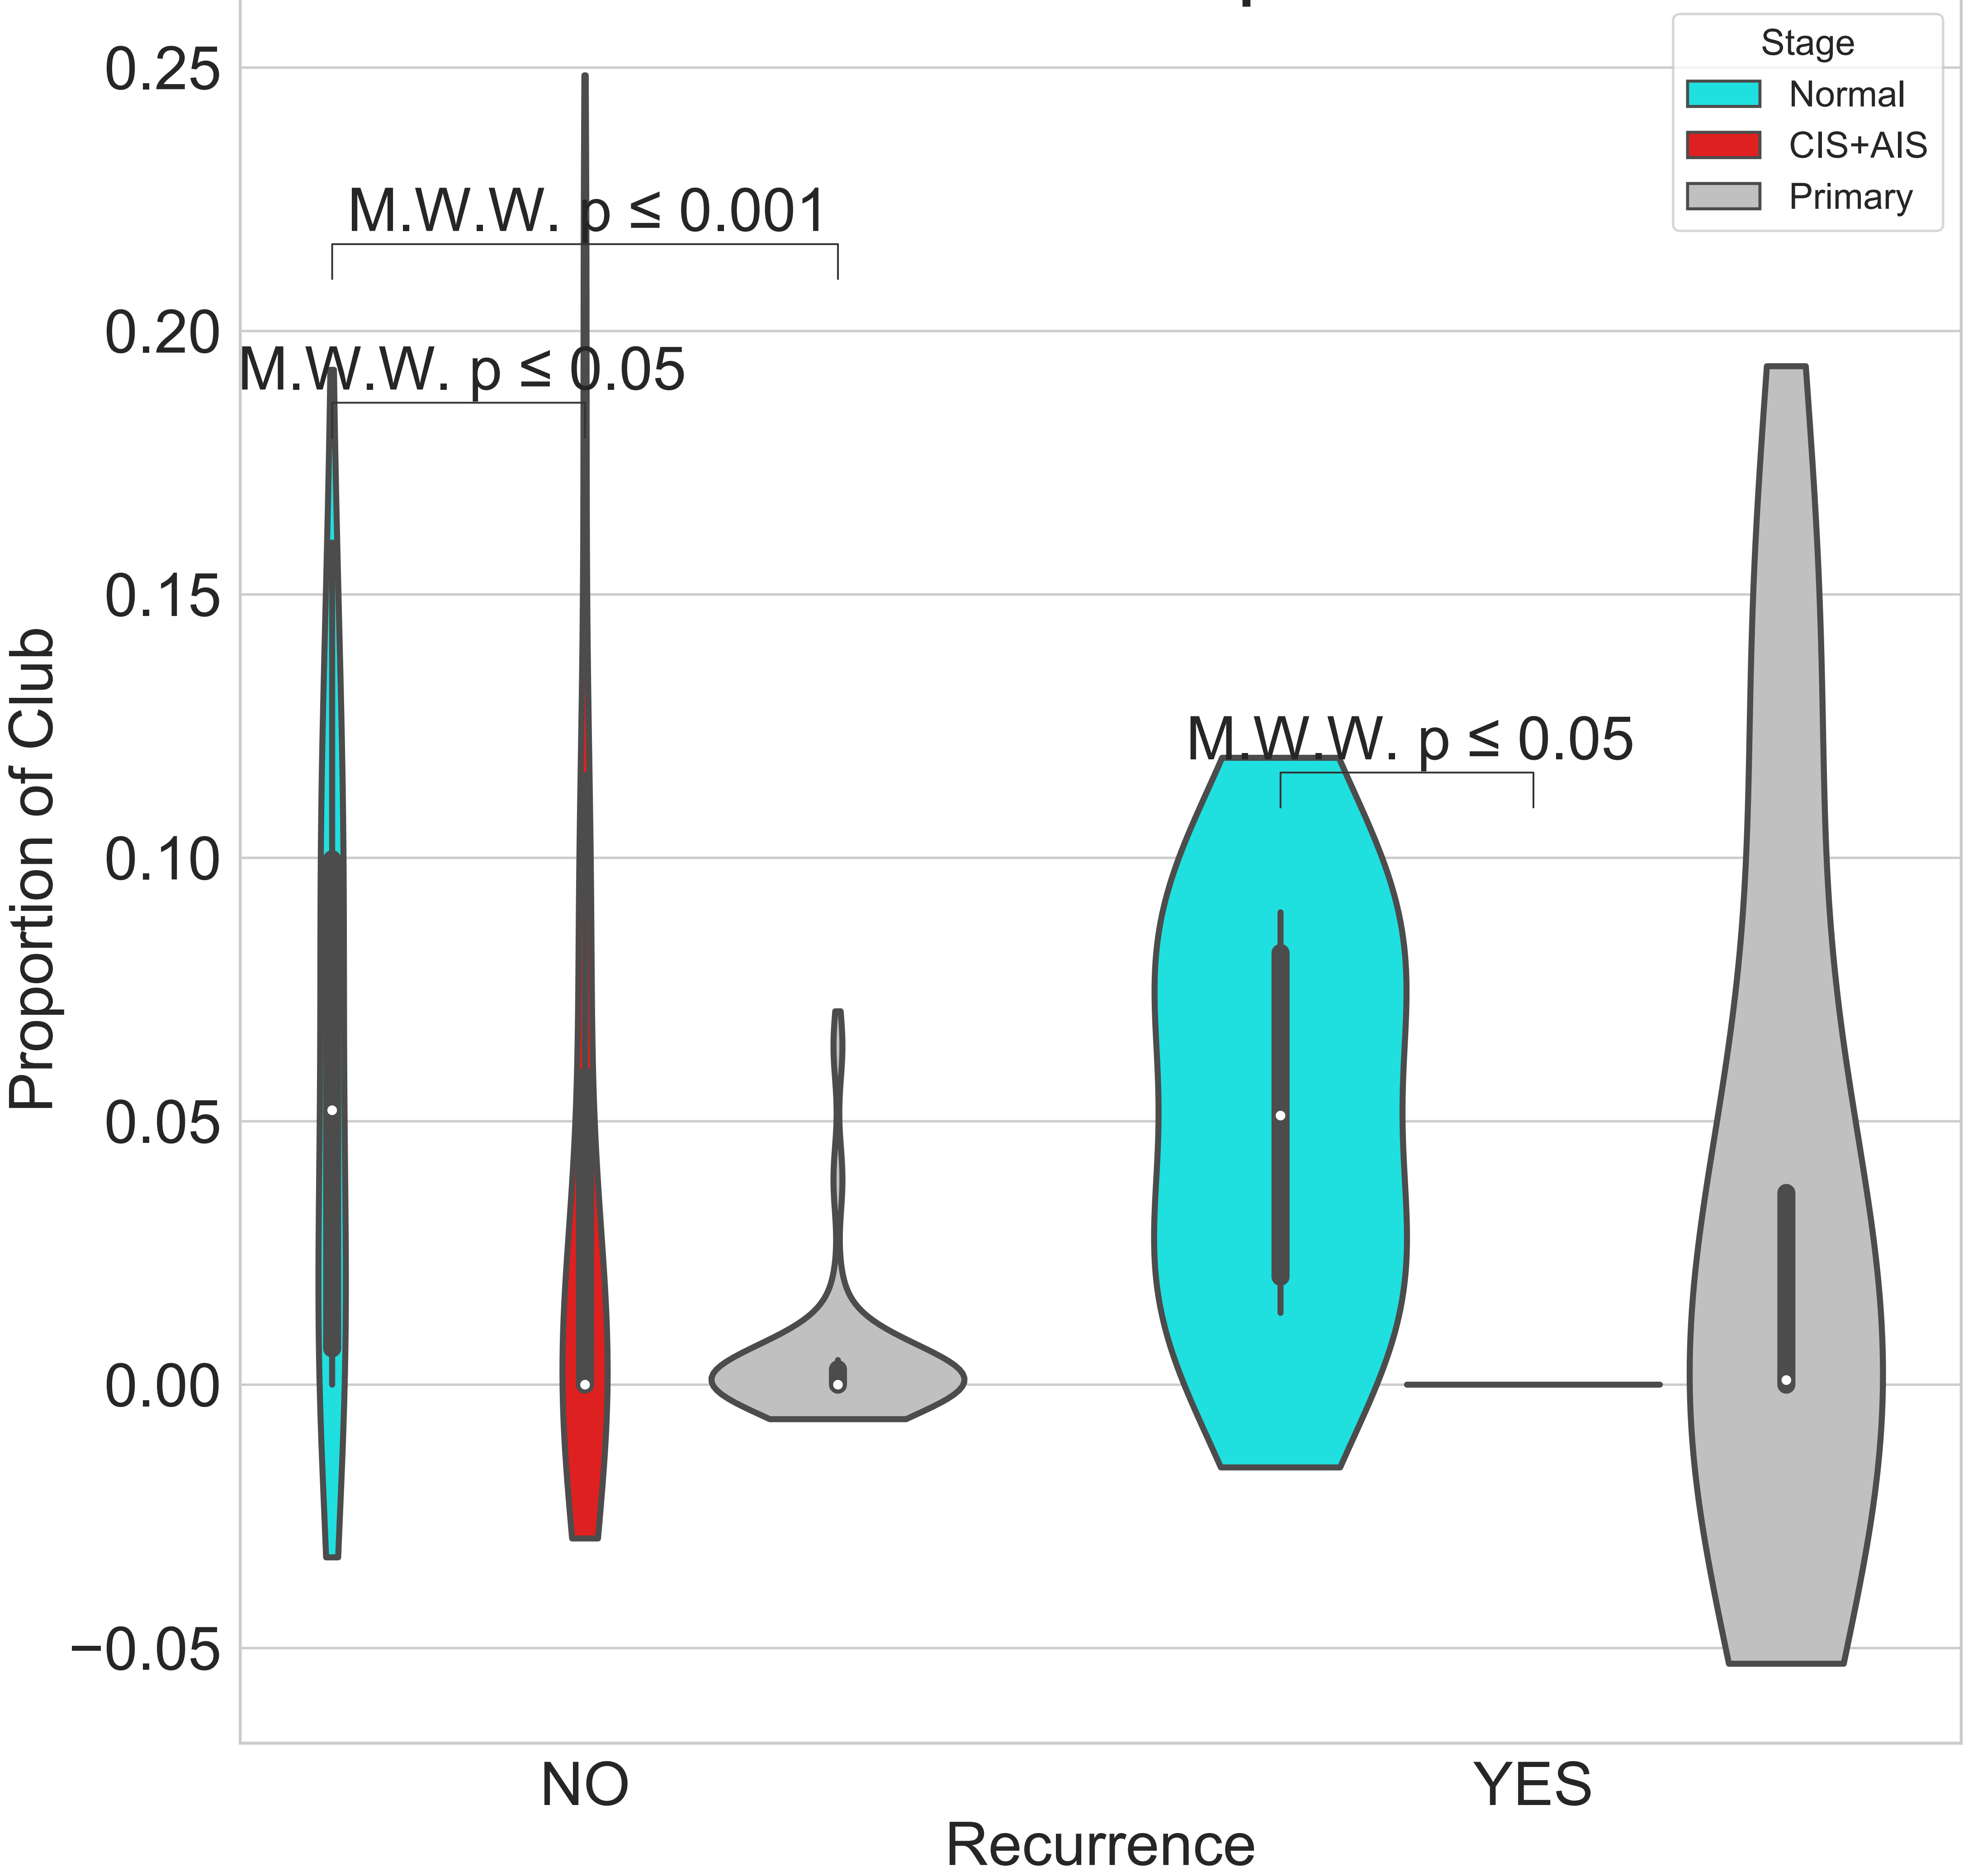 Stage
Normal
CIS+AIS
Primary
0.25
0.20
0.15
0.10
0.05
0.00
−0.05
Proportion of Club
M.W.W. p ≤ 0.001
M.W.W. p ≤ 0.05
M.W.W. p ≤ 0.05
NO
YES
Recurrence